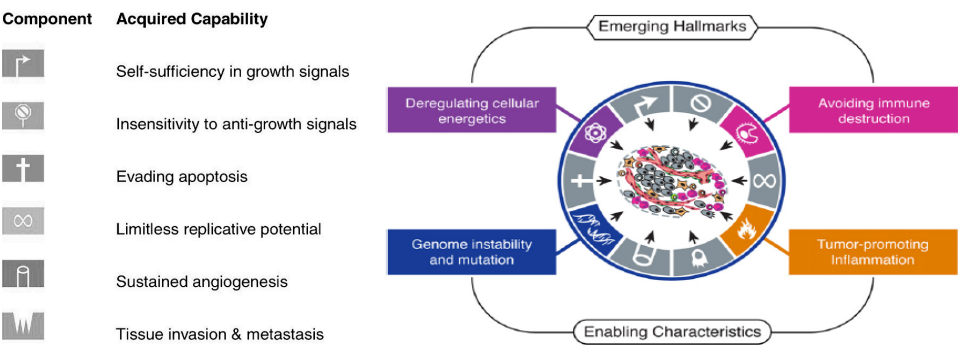 Component Acquired Capability
Self-sufficiency in growth signals
Insensitivity to anti-growth signals
Evading apoptosis
Limitless replicative potential
Sustained angiogenesis
Tissue invasion & metastasis
Emerging Hallmarks
Deregulating cellular
energetics
Avoiding immune
destruction
Genome instability
and mutation
Tumor-promoting
Inflammation
Enabling Characteristics